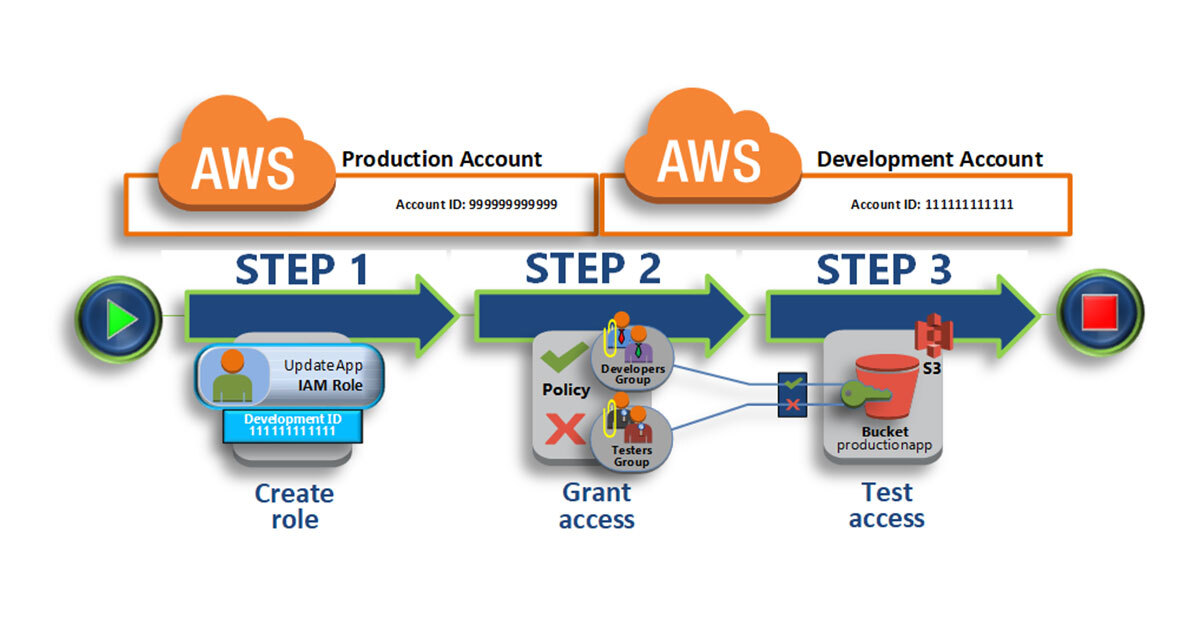 AWS
Production Account
Account ID: 999999999999
AWS
Development Account
Account ID: 111111111111
STEP 1
STEP 2
STEP 3
UpdateApp
IAM Role
Development ID
111111111111
Create
role
Policy
Developers
Group
Testers
Group
Grant
access
S3
Bucket
productionapp
Test
access